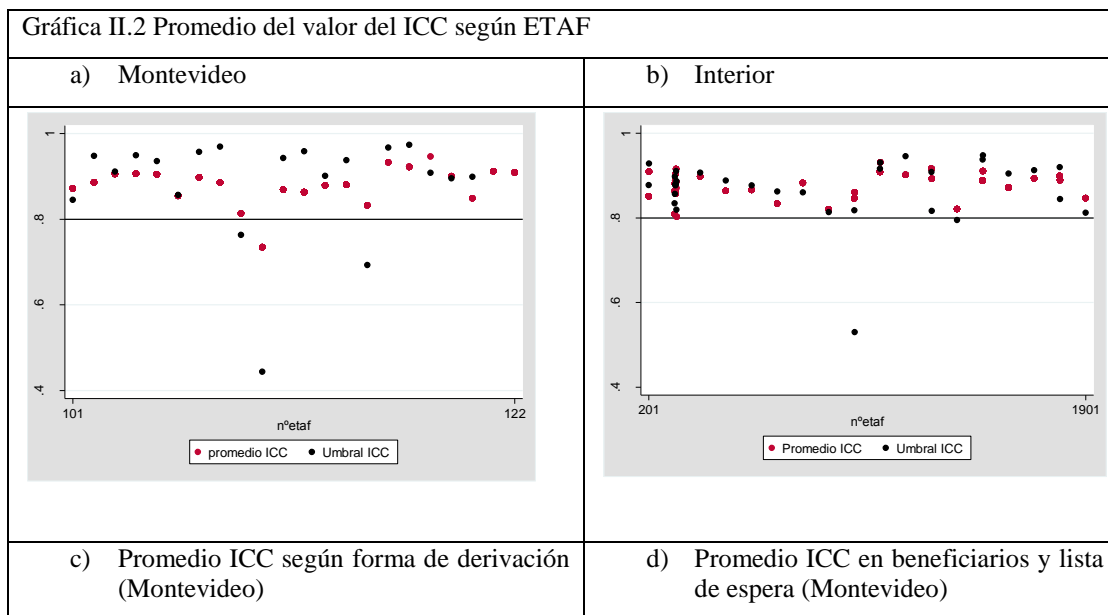 Gráfica II.2 Promedio del valor del ICC según ETAF
a) Montevideo
b) Interior
1
.8
.6
.4
101
122
nºetaf
promedio ICC
Umbral ICC
1
.8
.6
.4
201
1901
nºetaf
Promedio ICC
Umbral ICC
c) Promedio ICC según forma de derivación
(Montevideo)
d) Promedio ICC en beneficiarios y lista
de espera (Montevideo)